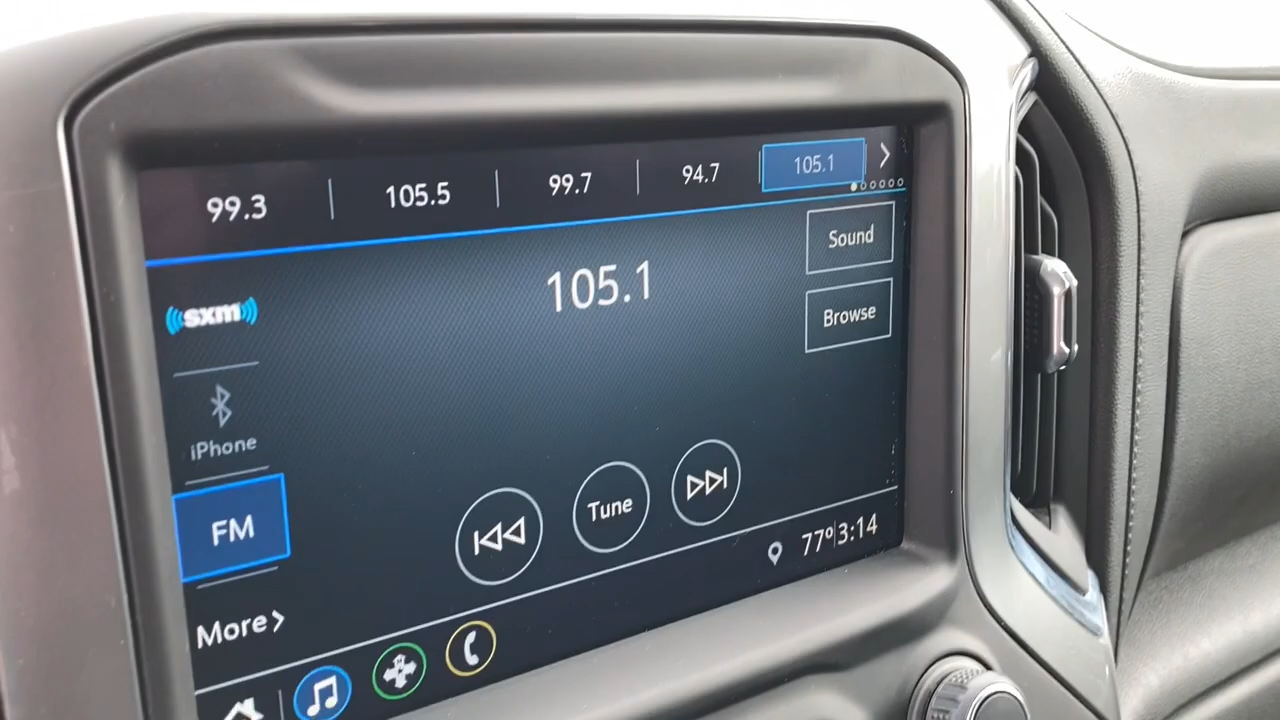 99.3
105.5
99.7
94.7
105.1
sxm
105.1
Sound
Browse
iPhone
FM
Tune
More
77° 3:14